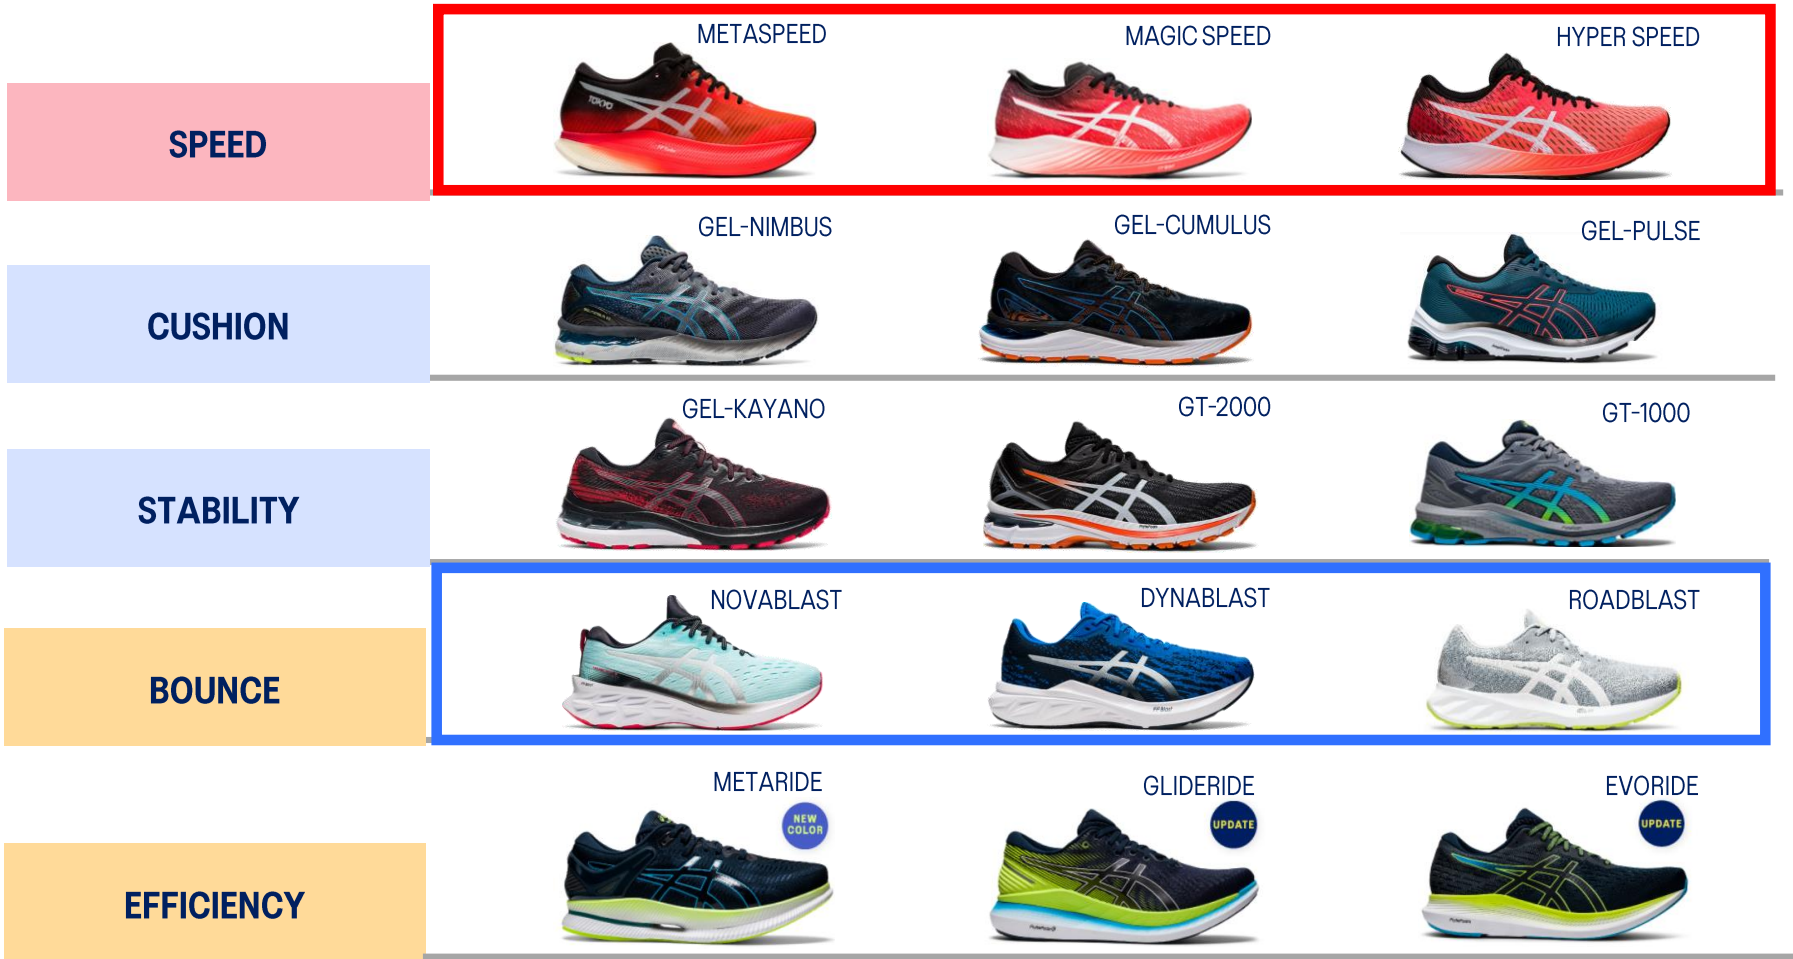 METASPEED
MAGIC SPEED
HYPER SPEED
SPEED
TOKYO
GEL-NIMBUS
GEL-CUMULUS
GEL-PULSE
CUSHION
GEL-KAYANO
GT-2000
GT-1000
STABILITY
NOVABLAST
DYNABLAST
ROADBLAST
BOUNCE
METARIDE
GLIDERIDE
EVORIDE
NEW
COLOR
UPDATE
UPDATE
EFFICIENCY